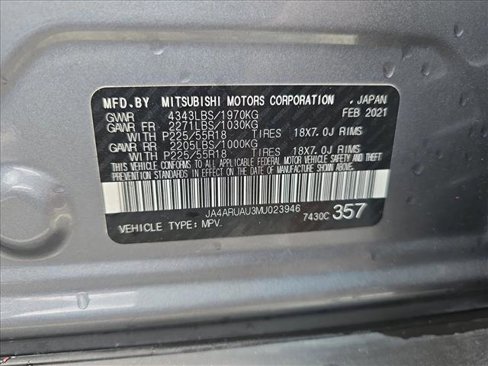 MFD.BY MITSUBISHI MOTORS CORPORATION. JAPAN
GVWR 4343LBS/1970KG FEB 2021
GAWR FR 2271LBS/1030KG
WITH P225/55R18 TIRES 18X7.0J RIMS
GAWR RR 2205LBS/1000KG
WITH P225/55R18 TIRES 18X7.0J RIMS
THIS VEHICLE CONFORMS TO ALL APPLICABLE FEDERAL MOTOR VEHICLE SAFETY, BUMPER, AND THEFT
PREVENTION STANDARDS IN EFFECT ON THE DATE OF MANUFACTURE SHOWN ABOVE.
JA4ARUAU3MU023946
VEHICLE TYPE: MPV. 7430C 357